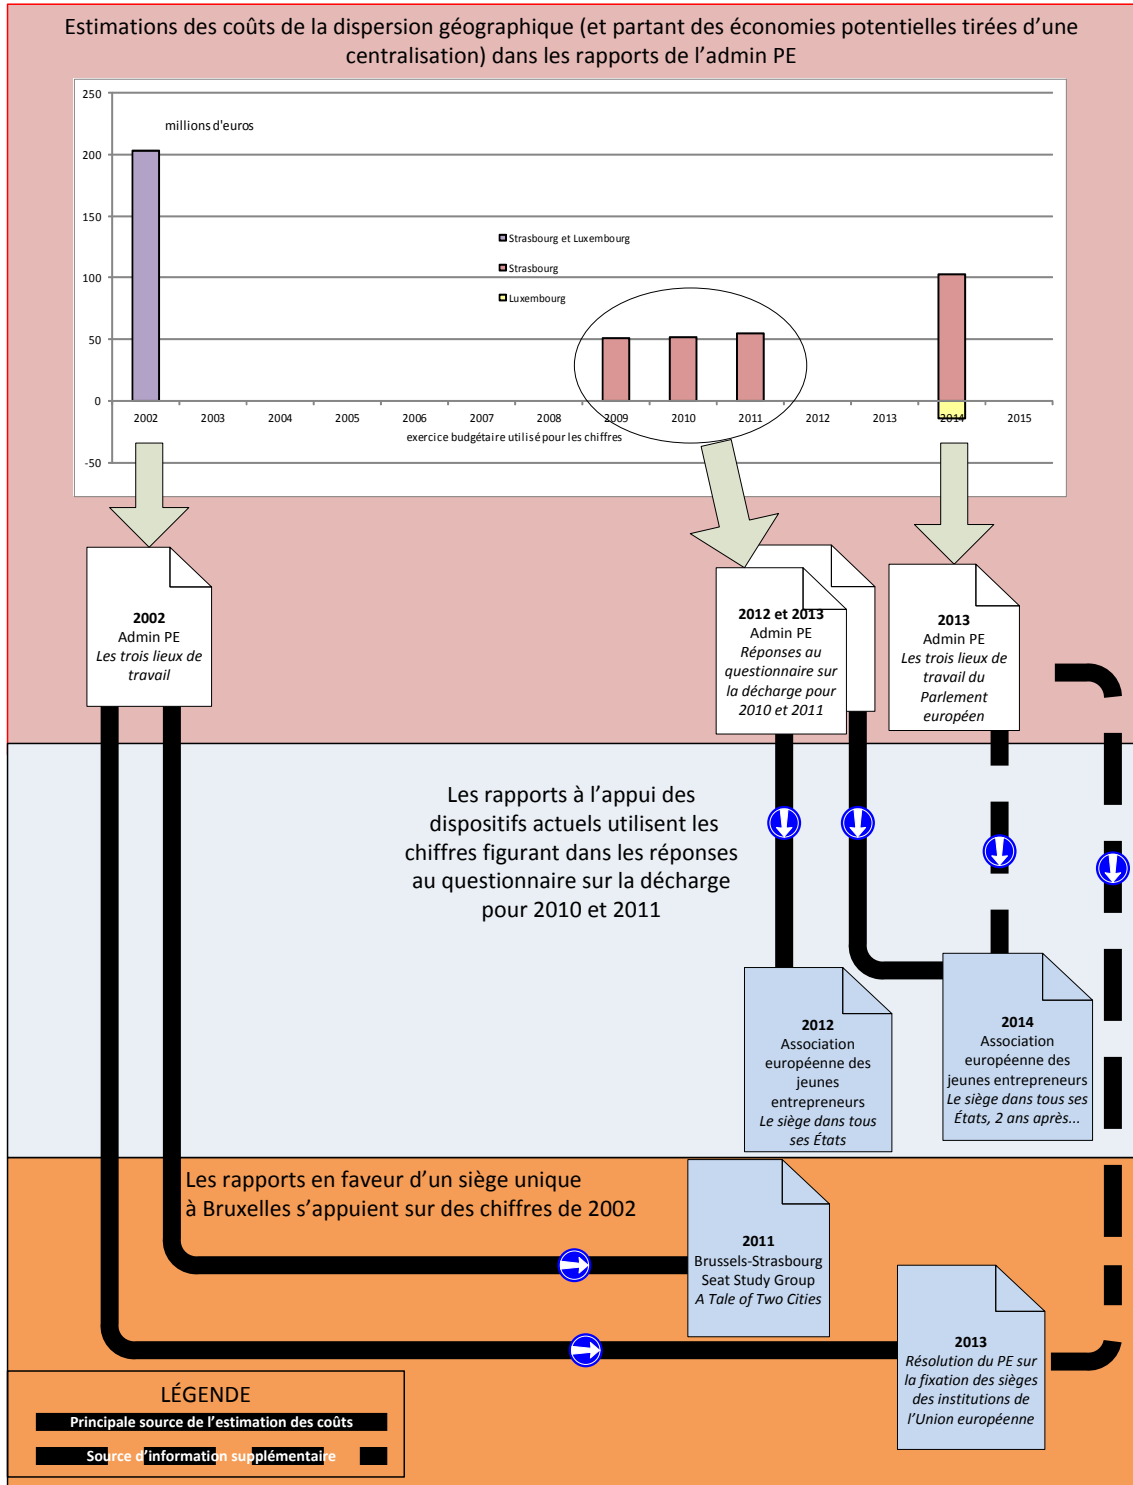 Estimations des coûts de la dispersion géographique (et partant des économies potentielles tirées d’une
centralisation) dans les rapports de l’admin PE
250
200
150
100
50
0
-50
millions d'euros
Strasbourg et Luxembourg
Strasbourg
Luxembourg
2002
2003
2004
2005
2006
2007
2008
2009
2010
2011
2012
2013
2014
2015
exercice budgétaire utilisé pour les chiffres
2002
Admin PE
Les trois lieux de
travail
2012 et 2013
Admin PE
Réponses au
questionnaire sur
la décharge pour
2010 et 2011
2013
Admin PE
Les trois lieux de
travail du
Parlement
européen
Les rapports à l’appui des
dispositifs actuels utilisent les
chiffres figurant dans les réponses
au questionnaire sur la décharge
pour 2010 et 2011
2012
Association
européenne des
jeunes
entrepreneurs
Le siège dans tous
ses États
2014
Association
européenne des
jeunes entrepreneurs
Le siège dans tous ses
États, 2 ans après...
Les rapports en faveur d’un siège unique
à Bruxelles s’appuient sur des chiffres de 2002
2011
Brussels-Strasbourg
Seat Study Group
A Tale of Two Cities
2013
Résolution du PE sur
la fixation des sièges
des institutions de
l’Union européenne
LÉGENDE
Principale source de l’estimation des coûts
Source d’information supplémentaire